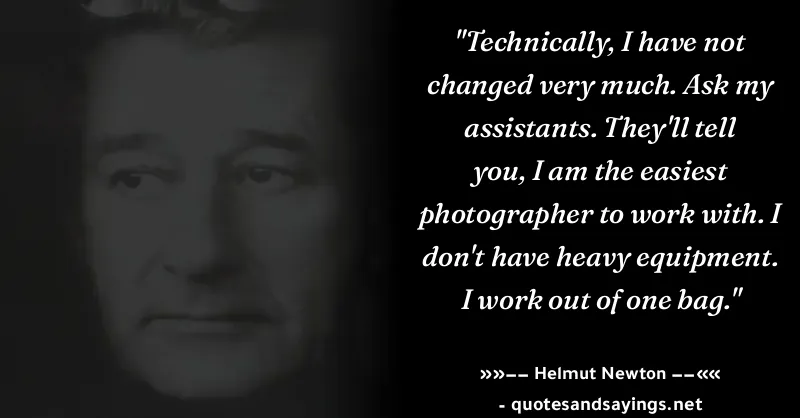 "Technically, I have not
changed very much. Ask my
assistants. They'll tell
you, I am the easiest
photographer to work with. I
don't have heavy equipment.
I work out of one bag."
»»−− Helmut Newton −−««
- quotesandsayings.net